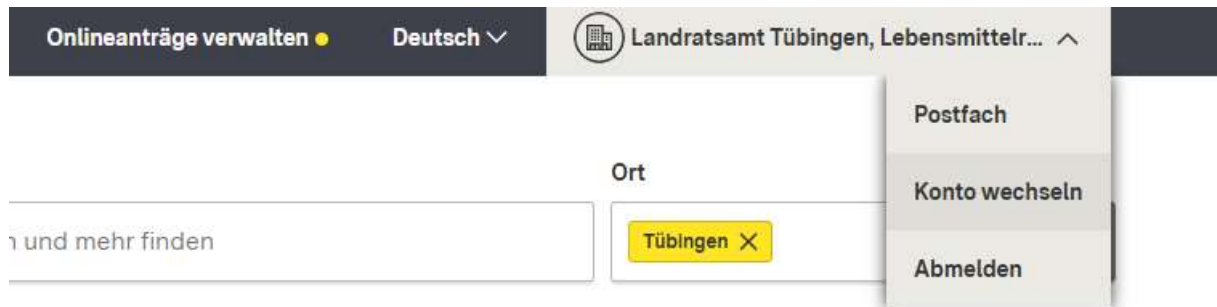 Onlineanträge verwalten Deutsch Landratsamt Tübingen, Lebensmittelr...
Postfach
Ort
Konto wechseln
und mehr finden Tübingen
Abmelden